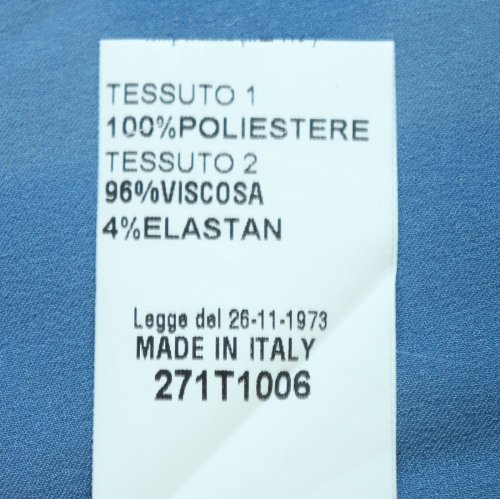 TESSUTO 1
100%POLIESTERE
TESSUTO 2
96%VISCOSA
4%ELASTAN
Legge del 26-11-1973
MADE IN ITALY
271T1006